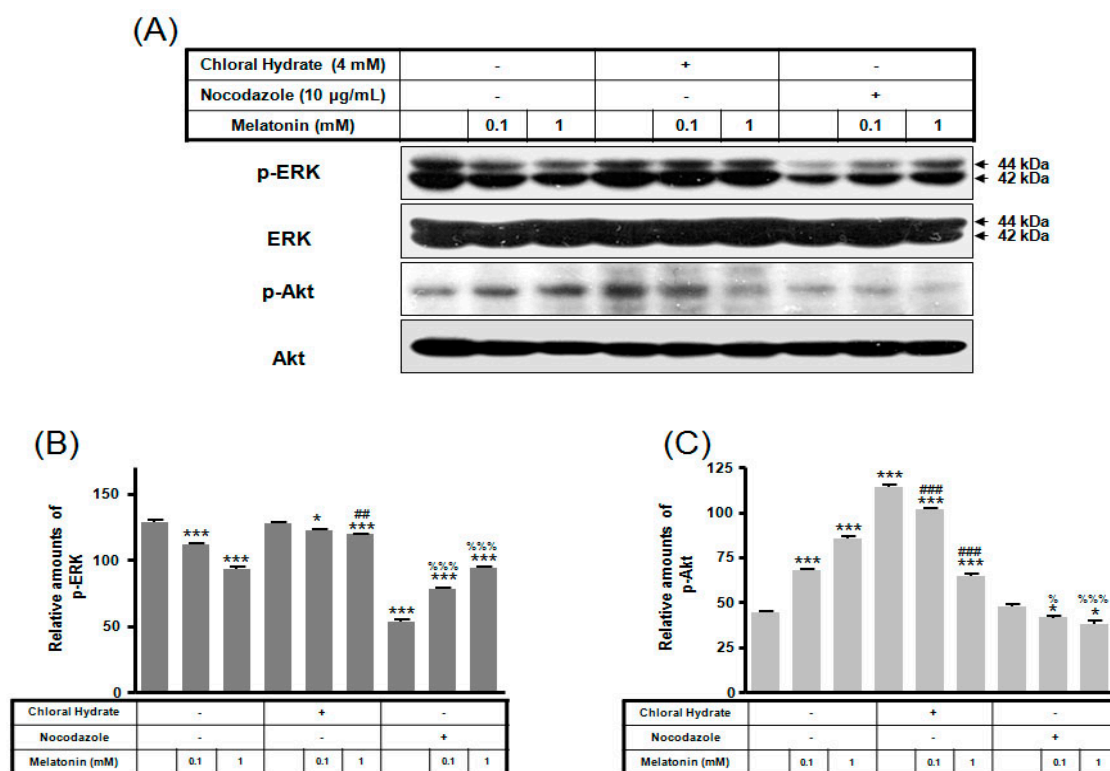 (A)
Chloral Hydrate (4 mM) - + -
Nocodazole (10 µg/mL) - - +
Melatonin (mM) 0.1 1 0.1 1 0.1 1
p-ERK
44 kDa
42 kDa
ERK
44 kDa
42 kDa
p-Akt
Akt
(B)
Relative amounts of
p-ERK
150
100
50
0
*** *** * ## *** *** %%% *** %%% ***
Chloral Hydrate - + -
Nocodazole - - +
Melatonin (mM) 0.1 1 0.1 1 0.1 1
(C)
Relative amounts of
p-Akt
125
100
75
50
25
0
*** *** *** ### *** ### *** % * %%% *
Chloral Hydrate - + -
Nocodazole - - +
Melatonin (mM) 0.1 1 0.1 1 0.1 1